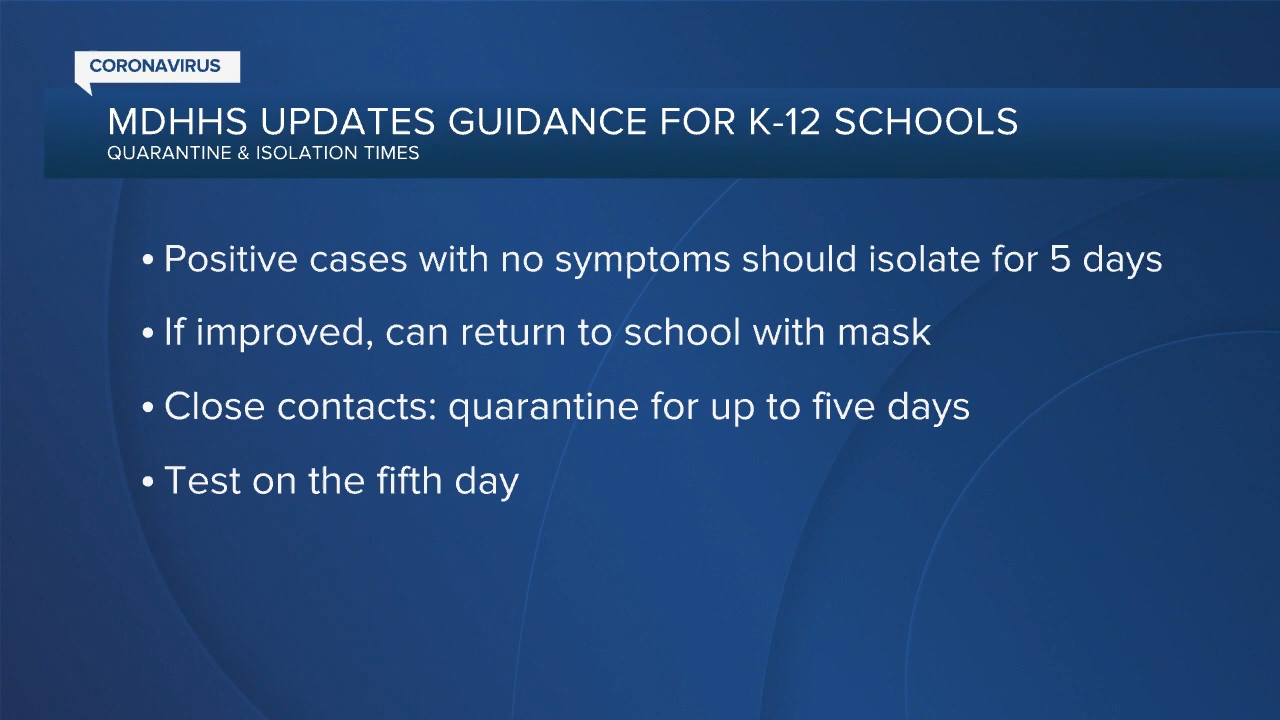 CORONAVIRUS
MDHHS UPDATES GUIDANCE FOR K-12 SCHOOLS
QUARANTINE & ISOLATION TIMES
• Positive cases with no symptoms should isolate for 5 days
• If improved, can return to school with mask
• Close contacts: quarantine for up to five days
• Test on the fifth day